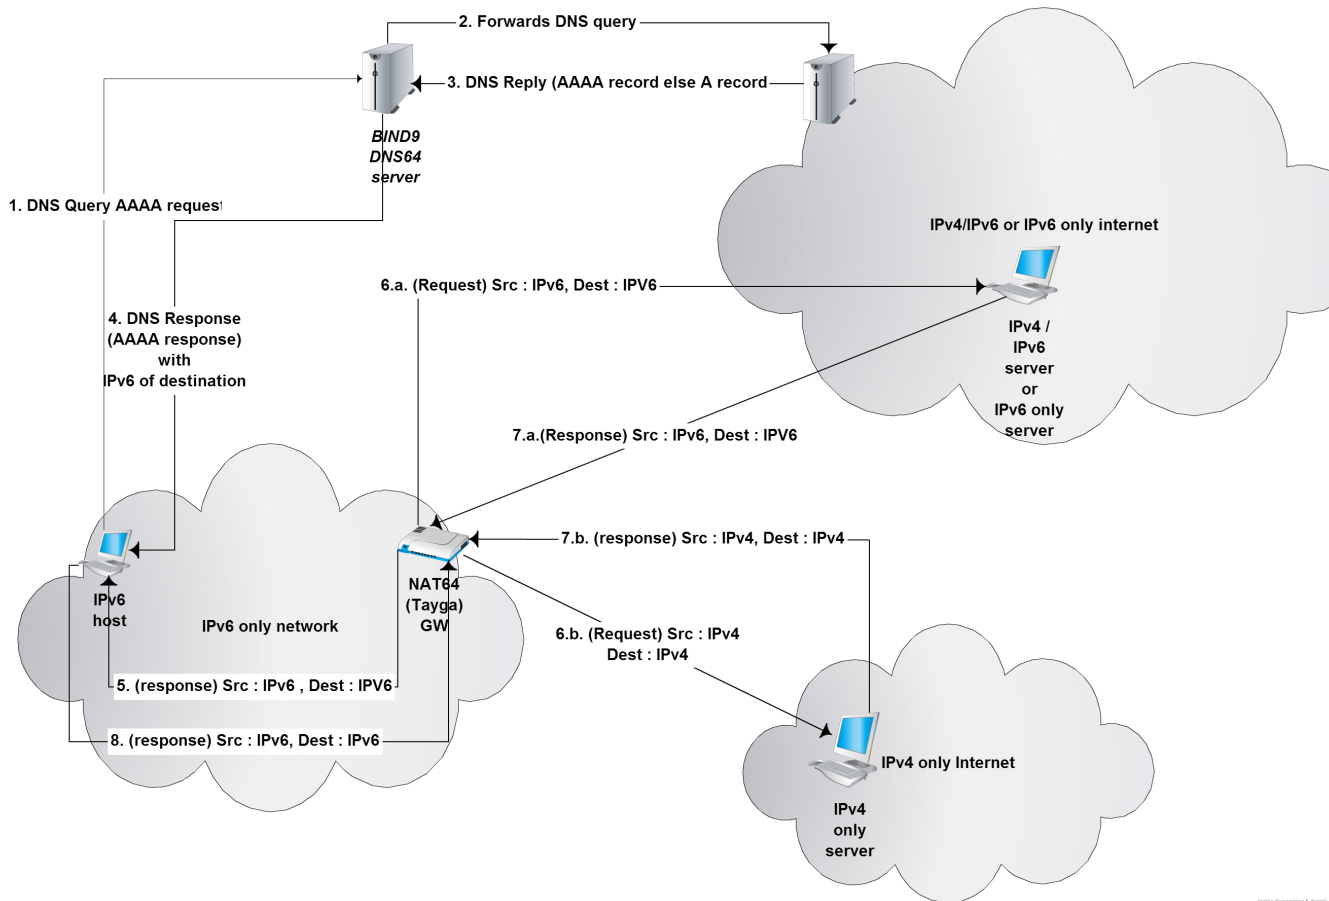 2. Forwards DNS query
3. DNS Reply (AAAA record else A record
BIND9
DNS64
server
1. DNS Query AAAA request
IPv4/IPv6 or IPv6 only internet
6.a. (Request) Src : IPv6, Dest : IPV6
4. DNS Response
(AAAA response)
with
IPv6 of destination
IPv4 /
IPv6
server
or
IPv6 only
server
7.a.(Response) Src : IPv6, Dest : IPV6
7.b. (response) Src : IPv4, Dest : IPv4
NAT64
(Tayga)
GW
IPv6
host
IPv6 only network
6.b. (Request) Src : IPv4
Dest : IPv4
5. (response) Src : IPv6 , Dest : IPV6
8. (response) Src : IPv6, Dest : IPv6
IPv4 only Internet
IPv4
only
server